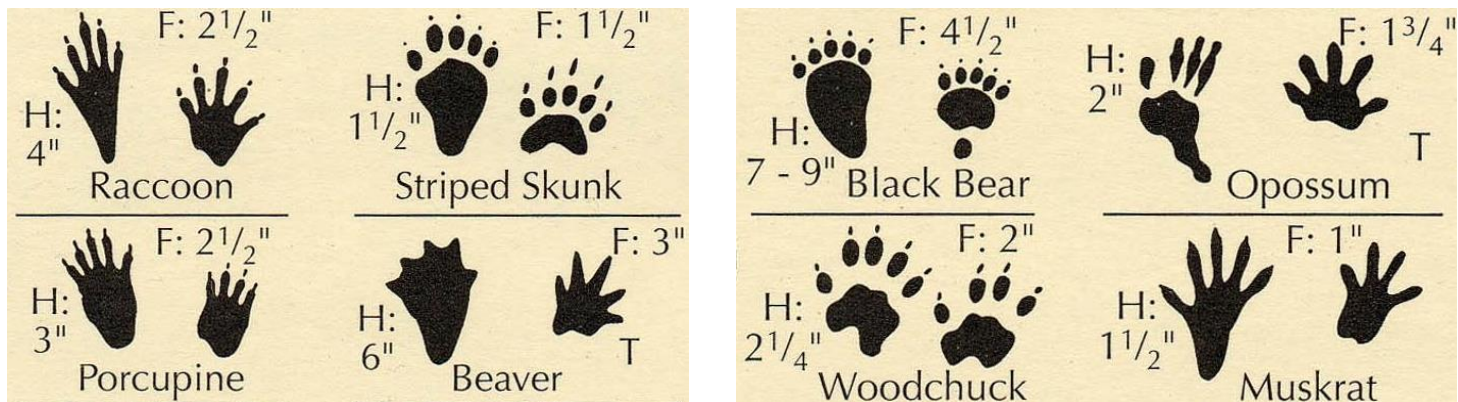 F: 2 1/2"
H: 4"
Raccoon
F: 1 1/2"
H: 1 1/2"
Striped Skunk
F: 4 1/2"
H: 7 - 9"
Black Bear
F: 1 3/4"
H: 2"
T
Opossum
F: 2 1/2"
H: 3"
Porcupine
F: 3"
H: 6"
T
Beaver
F: 2"
H: 2 1/4"
Woodchuck
F: 1"
H: 1 1/2"
Muskrat